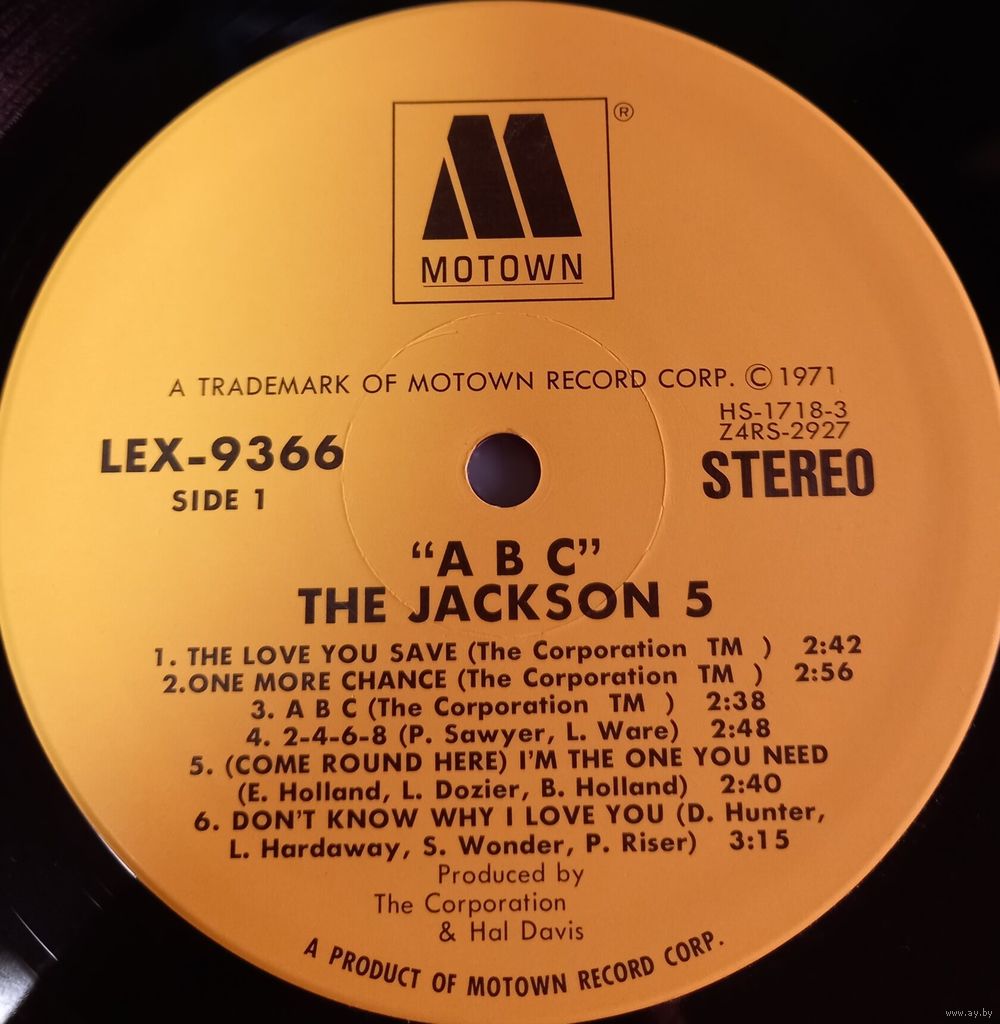 ®
MOTOWN
A TRADEMARK OF MOTOWN RECORD CORP. © 1971
HS-1718-3
Z4RS-2927
LEX-9366
STEREO
SIDE 1
“A B C”
THE JACKSON 5
1. THE LOVE YOU SAVE (The Corporation TM ) 2:42
2.ONE MORE CHANCE (The Corporation TM ) 2:56
3. A B C (The Corporation TM ) 2:38
4. 2-4-6-8 (P. Sawyer, L. Ware) 2:48
5. (COME ROUND HERE) I'M THE ONE YOU NEED
(E. Holland, L. Dozier, B. Holland) 2:40
6. DON'T KNOW WHY I LOVE YOU (D. Hunter,
L. Hardaway, S. Wonder, P. Riser) 3:15
Produced by
The Corporation
& Hal Davis
A PRODUCT OF MOTOWN RECORD CORP.
www.ay.by